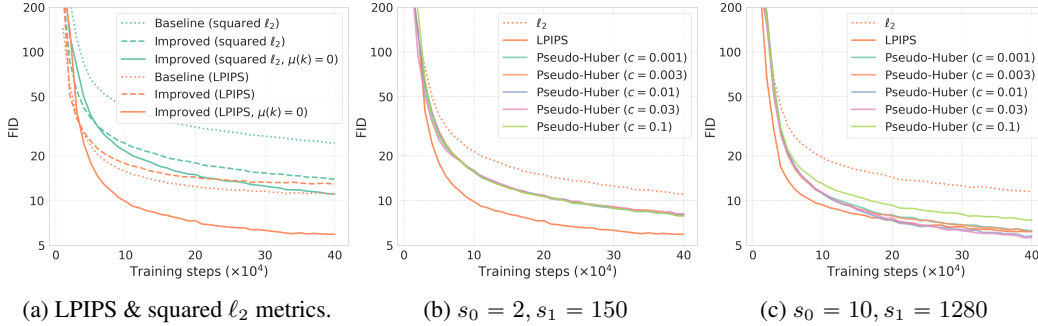 200
100
50
20
10
5
FID
0
10
20
30
40
Training steps (×10⁴)
Baseline (squared ℓ₂)
Improved (squared ℓ₂)
Improved (squared ℓ₂, μ(k) = 0)
Baseline (LPIPS)
Improved (LPIPS)
Improved (LPIPS, μ(k) = 0)
(a) LPIPS & squared ℓ₂ metrics.
200
100
50
20
10
5
FID
0
10
20
30
40
Training steps (×10⁴)
ℓ₂
LPIPS
Pseudo-Huber (c = 0.001)
Pseudo-Huber (c = 0.003)
Pseudo-Huber (c = 0.01)
Pseudo-Huber (c = 0.03)
Pseudo-Huber (c = 0.1)
(b) s₀ = 2, s₁ = 150
200
100
50
20
10
5
FID
0
10
20
30
40
Training steps (×10⁴)
ℓ₂
LPIPS
Pseudo-Huber (c = 0.001)
Pseudo-Huber (c = 0.003)
Pseudo-Huber (c = 0.01)
Pseudo-Huber (c = 0.03)
Pseudo-Huber (c = 0.1)
(c) s₀ = 10, s₁ = 1280